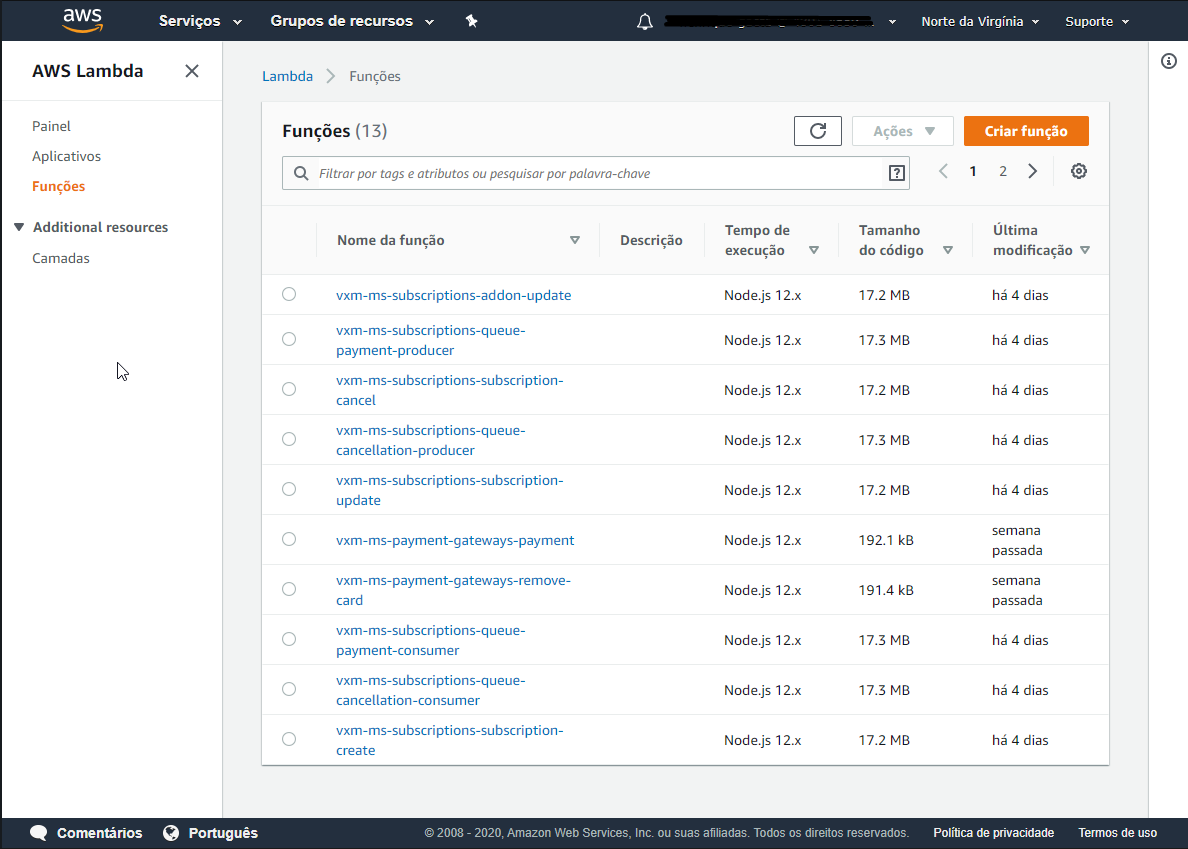 aws
Serviços
Grupos de recursos
Norte da Virgínia
Suporte
AWS Lambda
Painel
Aplicativos
Funções
Additional resources
Camadas
Lambda
Funções
Funções (13)
Ações
Criar função
Filtrar por tags e atributos ou pesquisar por palavra-chave
?
1
2
Nome da função
Descrição
Tempo de
execução
Tamanho
do código
Última
modificação
vxm-ms-subscriptions-addon-update Node.js 12.x 17.2 MB há 4 dias
vxm-ms-subscriptions-queue-
payment-producer
Node.js 12.x 17.3 MB há 4 dias
vxm-ms-subscriptions-subscription-
cancel
Node.js 12.x 17.2 MB há 4 dias
vxm-ms-subscriptions-queue-
cancellation-producer
Node.js 12.x 17.3 MB há 4 dias
vxm-ms-subscriptions-subscription-
update
Node.js 12.x 17.2 MB há 4 dias
vxm-ms-payment-gateways-payment Node.js 12.x 192.1 kB
semana
passada
vxm-ms-payment-gateways-remove-
card
Node.js 12.x 191.4 kB
semana
passada
vxm-ms-subscriptions-queue-
payment-consumer
Node.js 12.x 17.3 MB há 4 dias
vxm-ms-subscriptions-queue-
cancellation-consumer
Node.js 12.x 17.3 MB há 4 dias
vxm-ms-subscriptions-subscription-
create
Node.js 12.x 17.2 MB há 4 dias
Comentários
Português
© 2008 - 2020, Amazon Web Services, Inc. ou suas afiliadas. Todos os direitos reservados.
Política de privacidade
Termos de uso